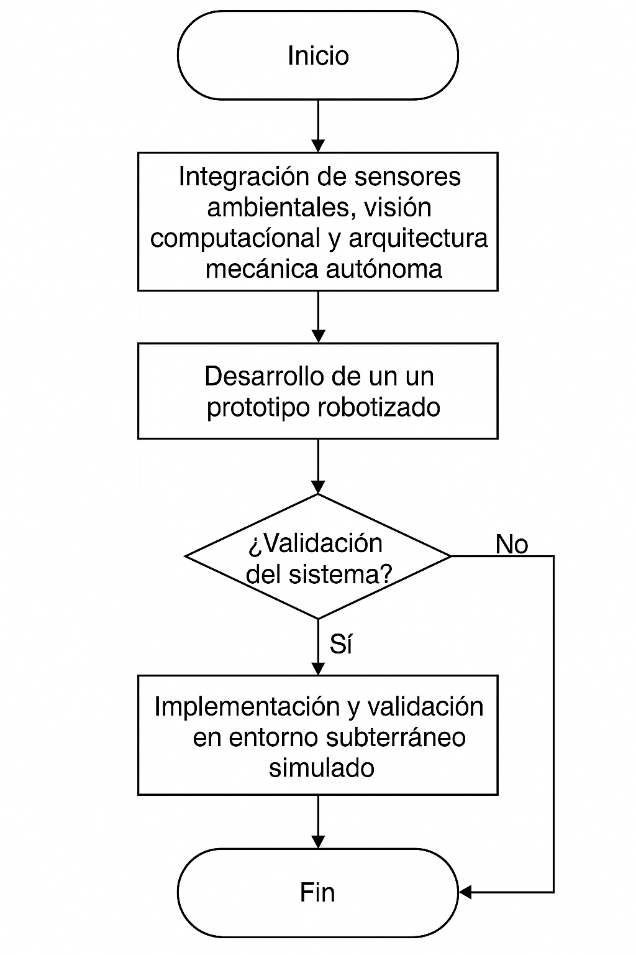 Inicio
Integración de sensores
ambientales, visión
computacíonal y arquitectura
mecánica autónoma
Desarrollo de un un
prototipo robotizado
¿Validación
del sistema?
No
Sí
Implementación y validación
en entorno subterráneo
simulado
Fin